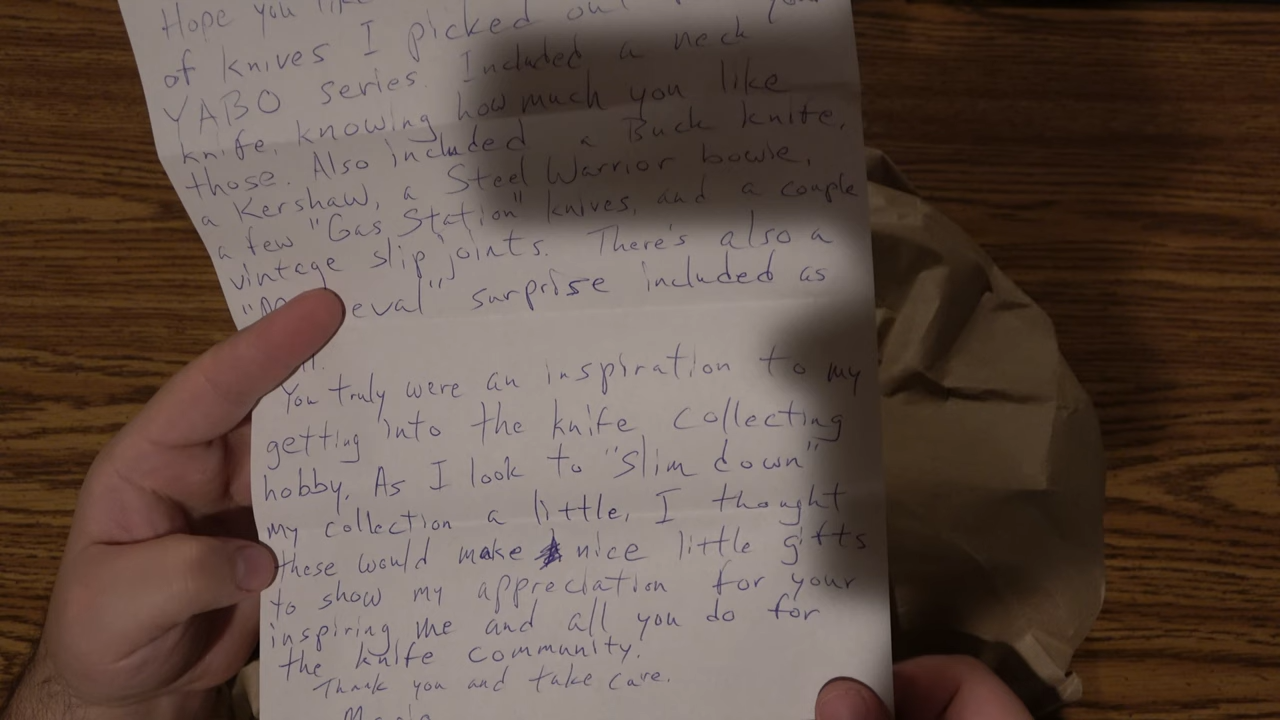 Hope you
of knives I picked out your
YABO series. Included a neck
knife, knowing how much you like
those. Also included a Buck knife,
a Kershaw, a Steel Warrior bowie,
a few "Gas Station" knives, and a couple
vintage slip joints. There's also a
eval" surprise included as
You truly were an inspiration to my
getting into the knife collecting
hobby. As I look to "slim down"
my collection a little, I thought
these would make nice little gifts
to show my appreciation for your
inspiring me and all you do for
the knife community.
Thank you and take care.